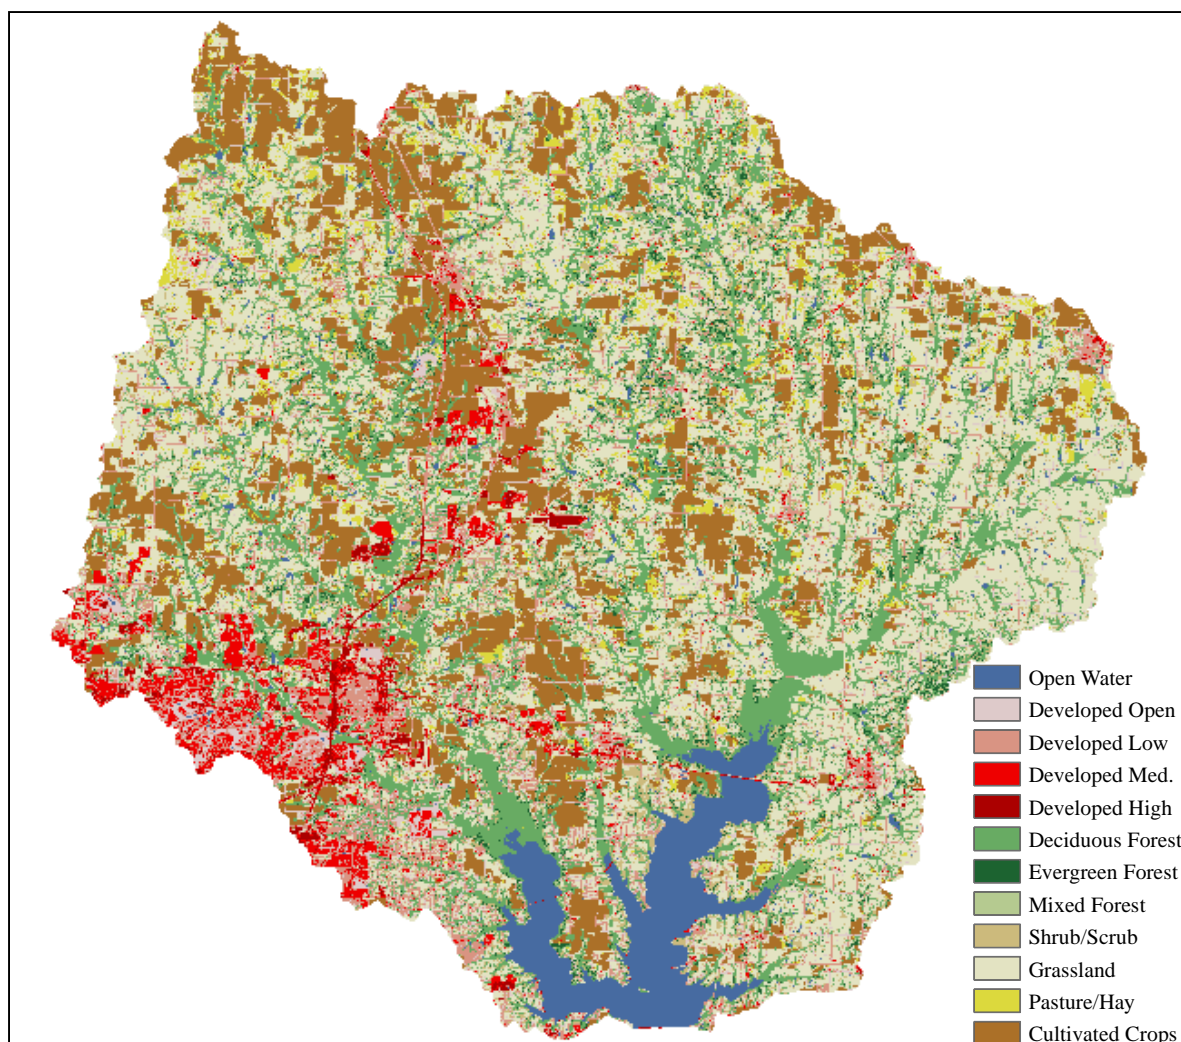 Open Water
Developed Open
Developed Low
Developed Med.
Developed High
Deciduous Forest
Evergreen Forest
Mixed Forest
Shrub/Scrub
Grassland
Pasture/Hay
Cultivated Crops